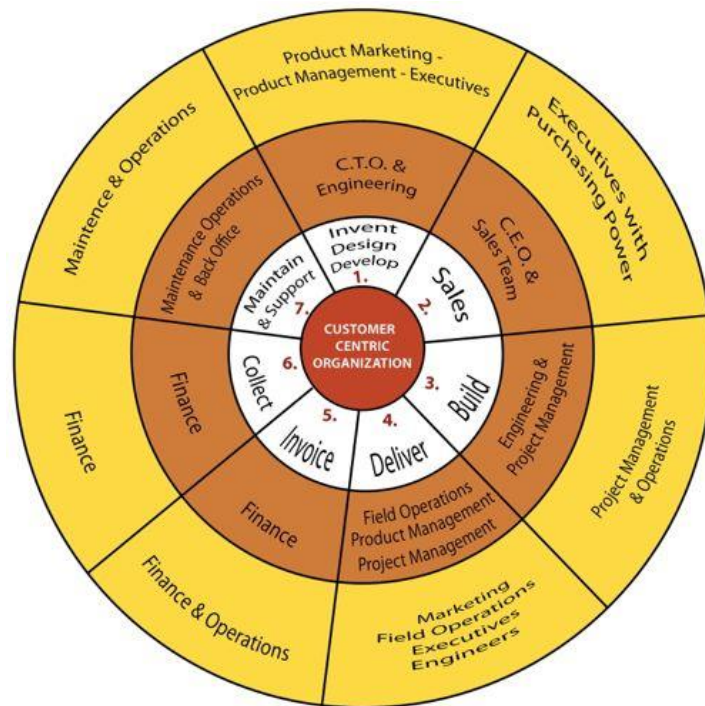 Product Marketing -
Product Management - Executives
Executives with
Purchasing Power
Project Management
& Operations
Marketing
Field Operations
Executives
Engineers
Finance & Operations
Finance
Maintence & Operations
C.T.O. &
Engineering
C.E.O. &
Sales Team
Engineering &
Project Management
Field Operations
Product Management
Project Management
Finance
Finance
Maintenance Operations
& Back Office
Invent
Design
Develop
1.
Sales
2.
Build
3.
Deliver
4.
Invoice
5.
Collect
6.
Maintain
& Support
7.
CUSTOMER
CENTRIC
ORGANIZATION